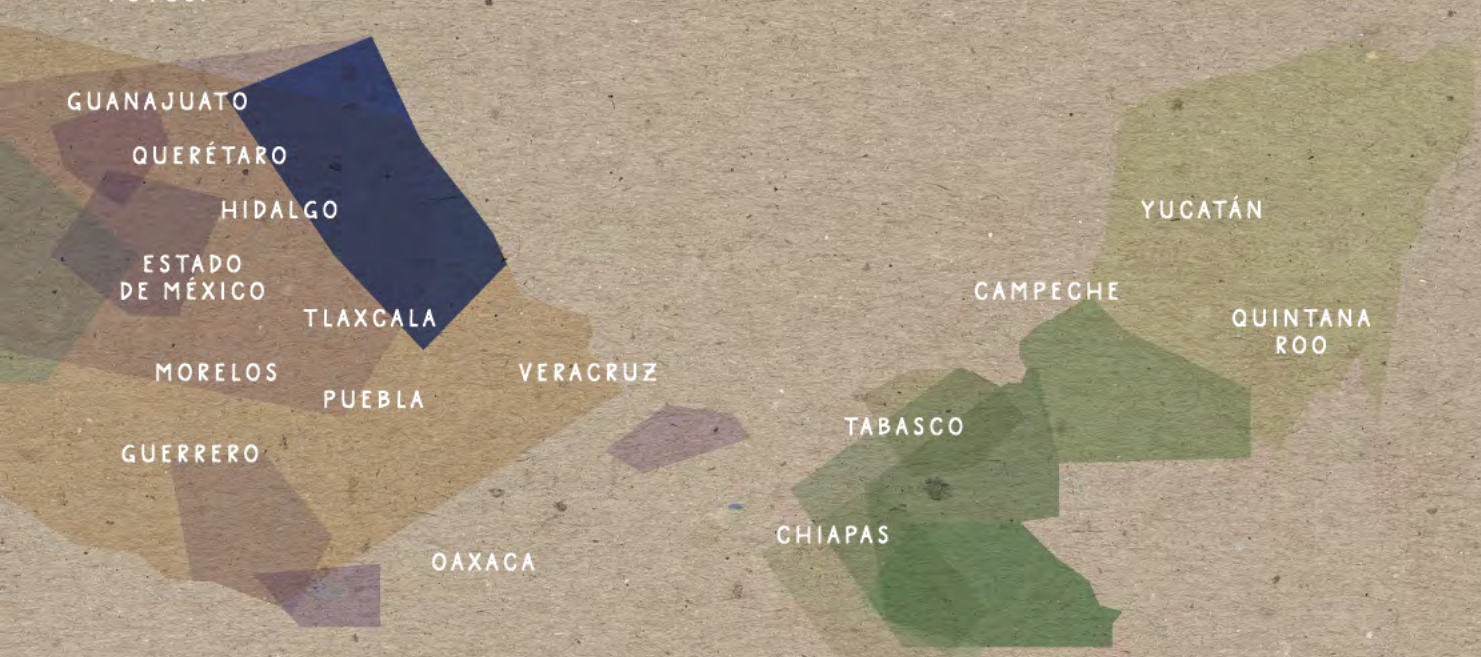 GUANAJUATO
QUERÉTARO
HIDALGO
YUCATÁN
ESTADO
DE MÉXICO
CAMPECHE
TLAXCALA
QUINTANA
ROO
MORELOS
VERACRUZ
PUEBLA
TABASCO
GUERRERO
CHIAPAS
OAXACA